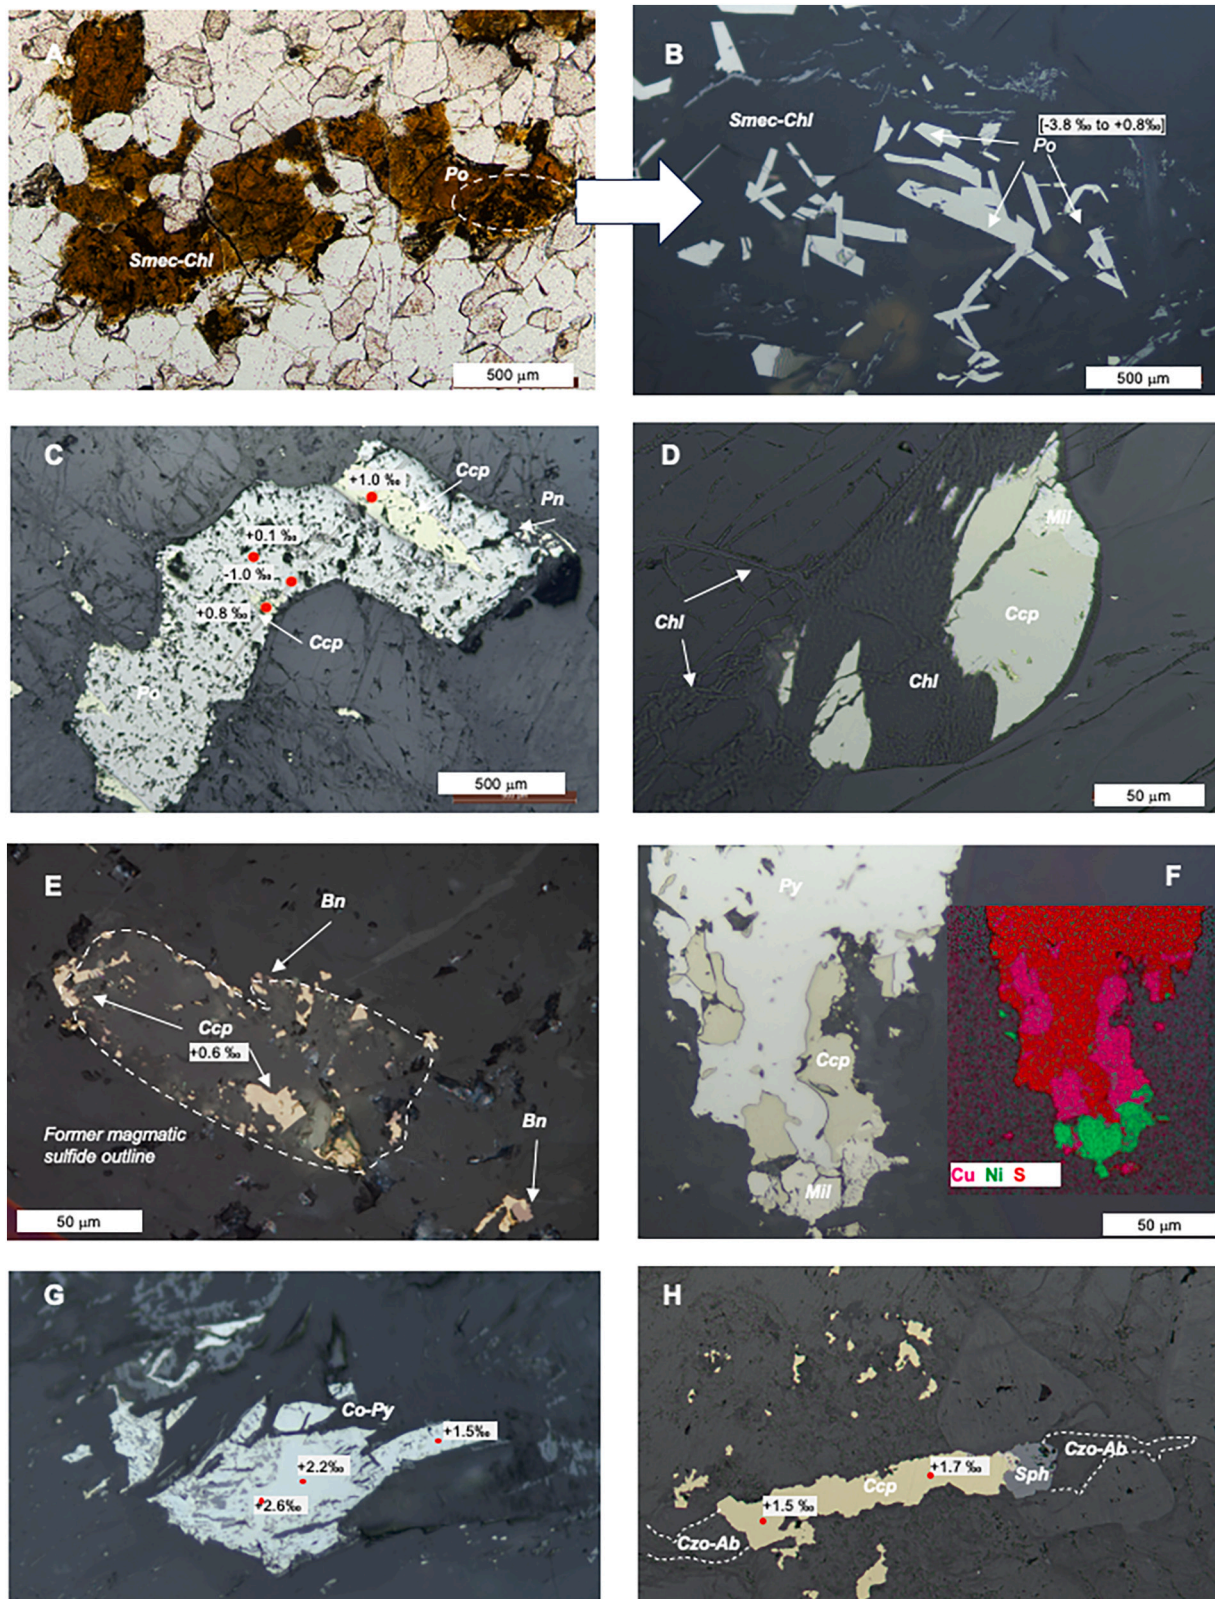 A
Po
Smec-Chl
500 μm
B
Smec-Chl
[-3.8 ‰ to +0.8‰]
Po
500 μm
C
+1.0 ‰
Ccp
Pn
+0.1 ‰
-1.0 ‰
+0.8 ‰
Ccp
Po
500 μm
D
Mil
Chl
Ccp
Chl
50 μm
E
Bn
Ccp
+0.6 ‰
Bn
Former magmatic
sulfide outline
50 μm
F
Py
Ccp
Mil
Cu Ni S
50 μm
G
Co-Py
+1.5‰
+2.2‰
+2.6‰
H
Czo-Ab
+1.7 ‰
Sph
Ccp
+1.5 ‰
Czo-Ab